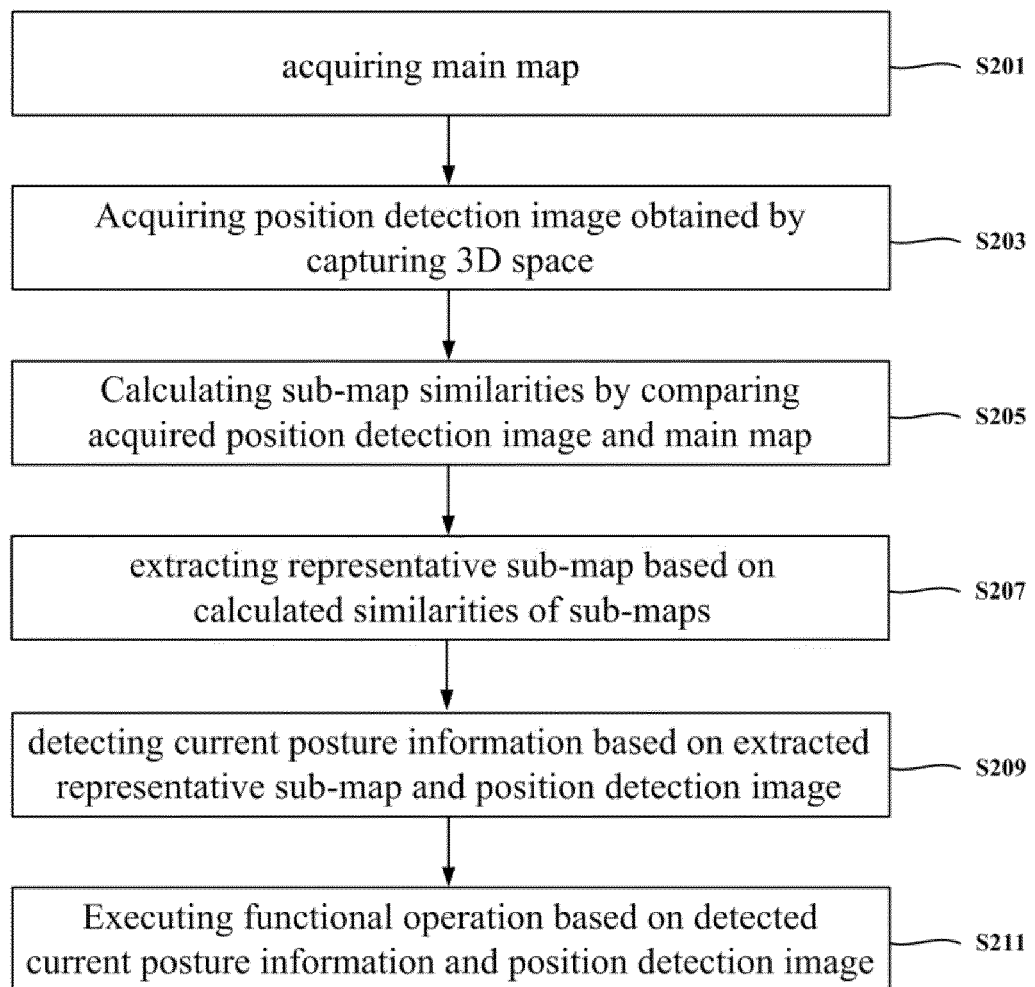 acquiring main map
S201
Acquiring position detection image obtained by
capturing 3D space
S203
Calculating sub-map similarities by comparing
acquired position detection image and main map
S205
extracting representative sub-map based on
calculated similarities of sub-maps
S207
detecting current posture information based on extracted
representative sub-map and position detection image
S209
Executing functional operation based on detected
current posture information and position detection image
S211